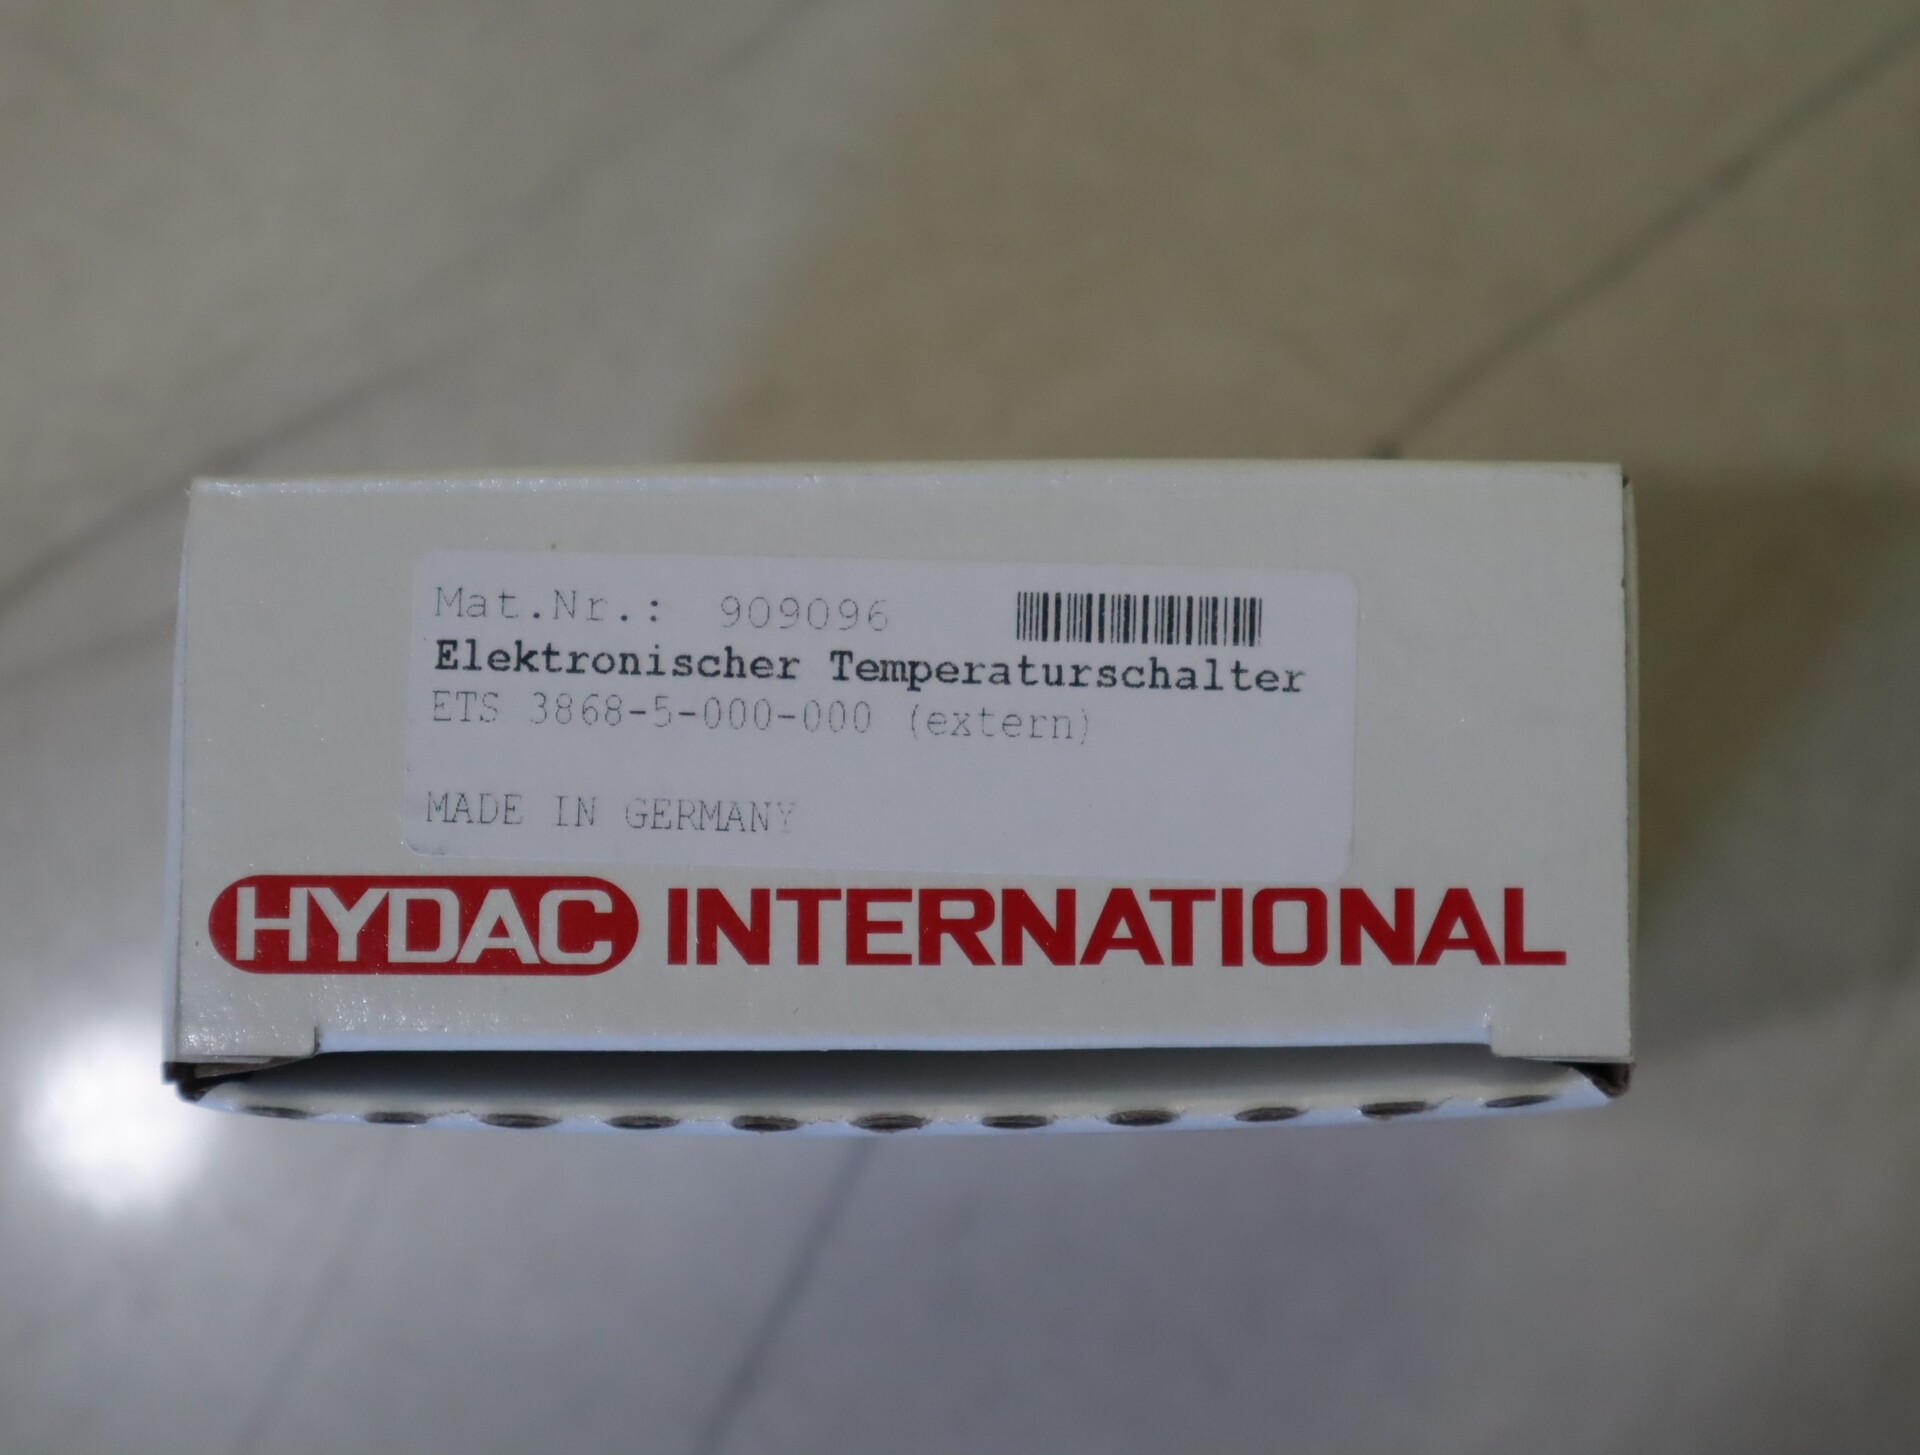 Mat.Nr.: 909096
Elektronischer Temperaturschalter
ETS 3868-5-000-000 (extern)
MADE IN GERMANY
HYDAC INTERNATIONAL